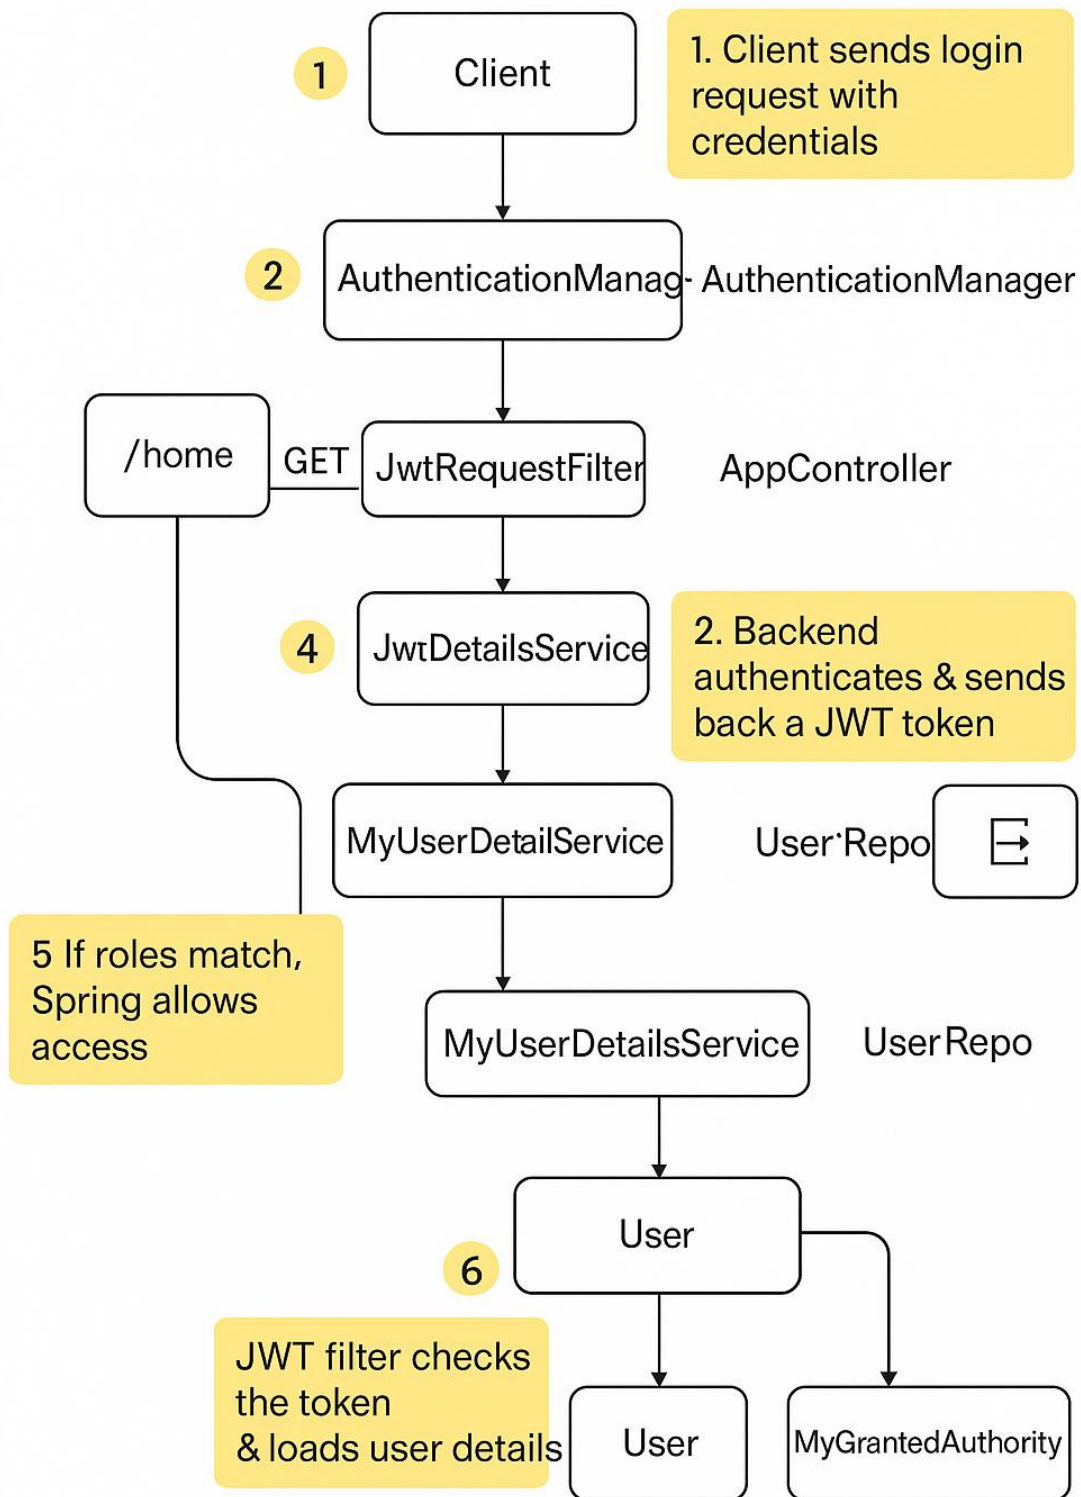 1
Client
1. Client sends login
request with
credentials
2
AuthenticationManag- AuthenticationManager
/home
GET
JwtRequestFilter
AppController
4
JwtDetailsService
2. Backend
authenticates & sends
back a JWT token
MyUserDetailService
User·Repo
5 If roles match,
Spring allows
access
MyUserDetailsService
UserRepo
User
6
JWT filter checks
the token
& loads user details
User
MyGrantedAuthority